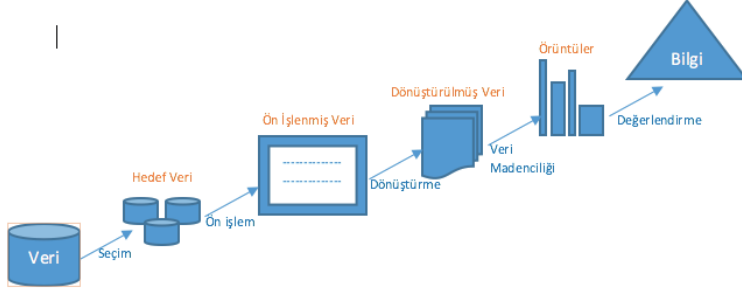 Veri
Seçim
Hedef Veri
Ön işlem
Ön İşlenmiş Veri
Dönüştürme
Dönüştürülmüş Veri
Veri
Madenciliği
Örüntüler
Değerlendirme
Bilgi